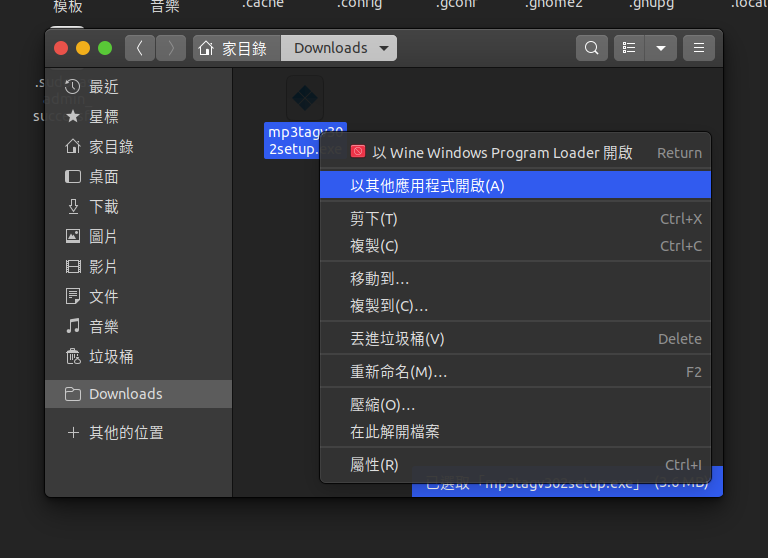 模板
音樂
.cache
.config
.gconf
.gnome2
.gnupg
.local
家目錄
Downloads
最近
星標
家目錄
桌面
下載
圖片
影片
文件
音樂
垃圾桶
Downloads
其他的位置
mp3tagv30
2setup.exe
以 Wine Windows Program Loader 開啟 Return
以其他應用程式開啟(A)
剪下(T) Ctrl+X
複製(C) Ctrl+C
移動到…
複製到(C)…
丟進垃圾桶(V) Delete
重新命名(M)… F2
壓縮(O)…
在此解開檔案
屬性(R) Ctrl+I
已選取「mp3tagv302setup.exe」 (3.6 MB)